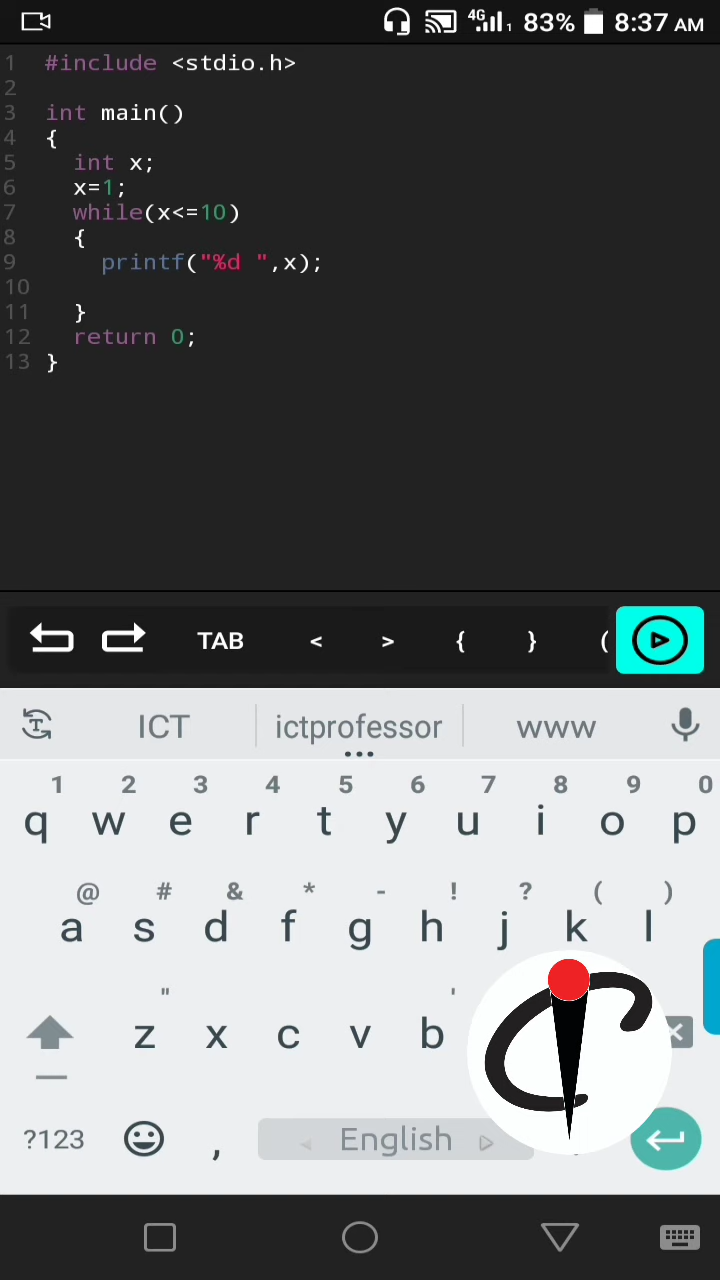 4G 1 83% 8:37 AM
1 #include <stdio.h>
2
3 int main()
4 {
5 int x;
6 x=1;
7 while(x<=10)
8 {
9 printf("%d ",x);
10
11 }
12 return 0;
13 }
TAB < > { } (
ICT ictprofessor www
1 2 3 4 5 6 7 8 9 0
q w e r t y u i o p
@ # & * - ! ? ( )
a s d f g h j k l
" '
z x c v b
?123 , English